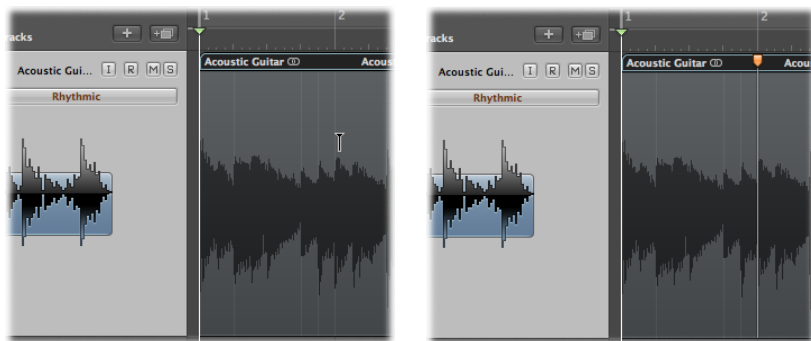 1 2
racks + +
Acoustic Guitar Acous
Acoustic Gui... I R M S
Rhythmic
1 2
racks + +
Acoustic Guitar Acou
Acoustic Gui... I R M S
Rhythmic